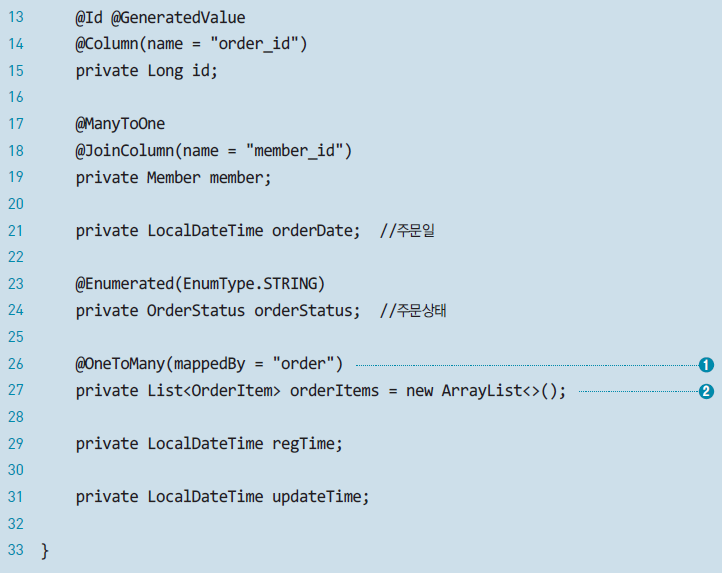 13 @Id @GeneratedValue
14 @Column(name = "order_id")
15 private Long id;
16
17 @ManyToOne
18 @JoinColumn(name = "member_id")
19 private Member member;
20
21 private LocalDateTime orderDate; //주문일
22
23 @Enumerated(EnumType.STRING)
24 private OrderStatus orderStatus; //주문상태
25
26 @OneToMany(mappedBy = "order") ❶
27 private List<OrderItem> orderItems = new ArrayList<>(); ❷
28
29 private LocalDateTime regTime;
30
31 private LocalDateTime updateTime;
32
33 }